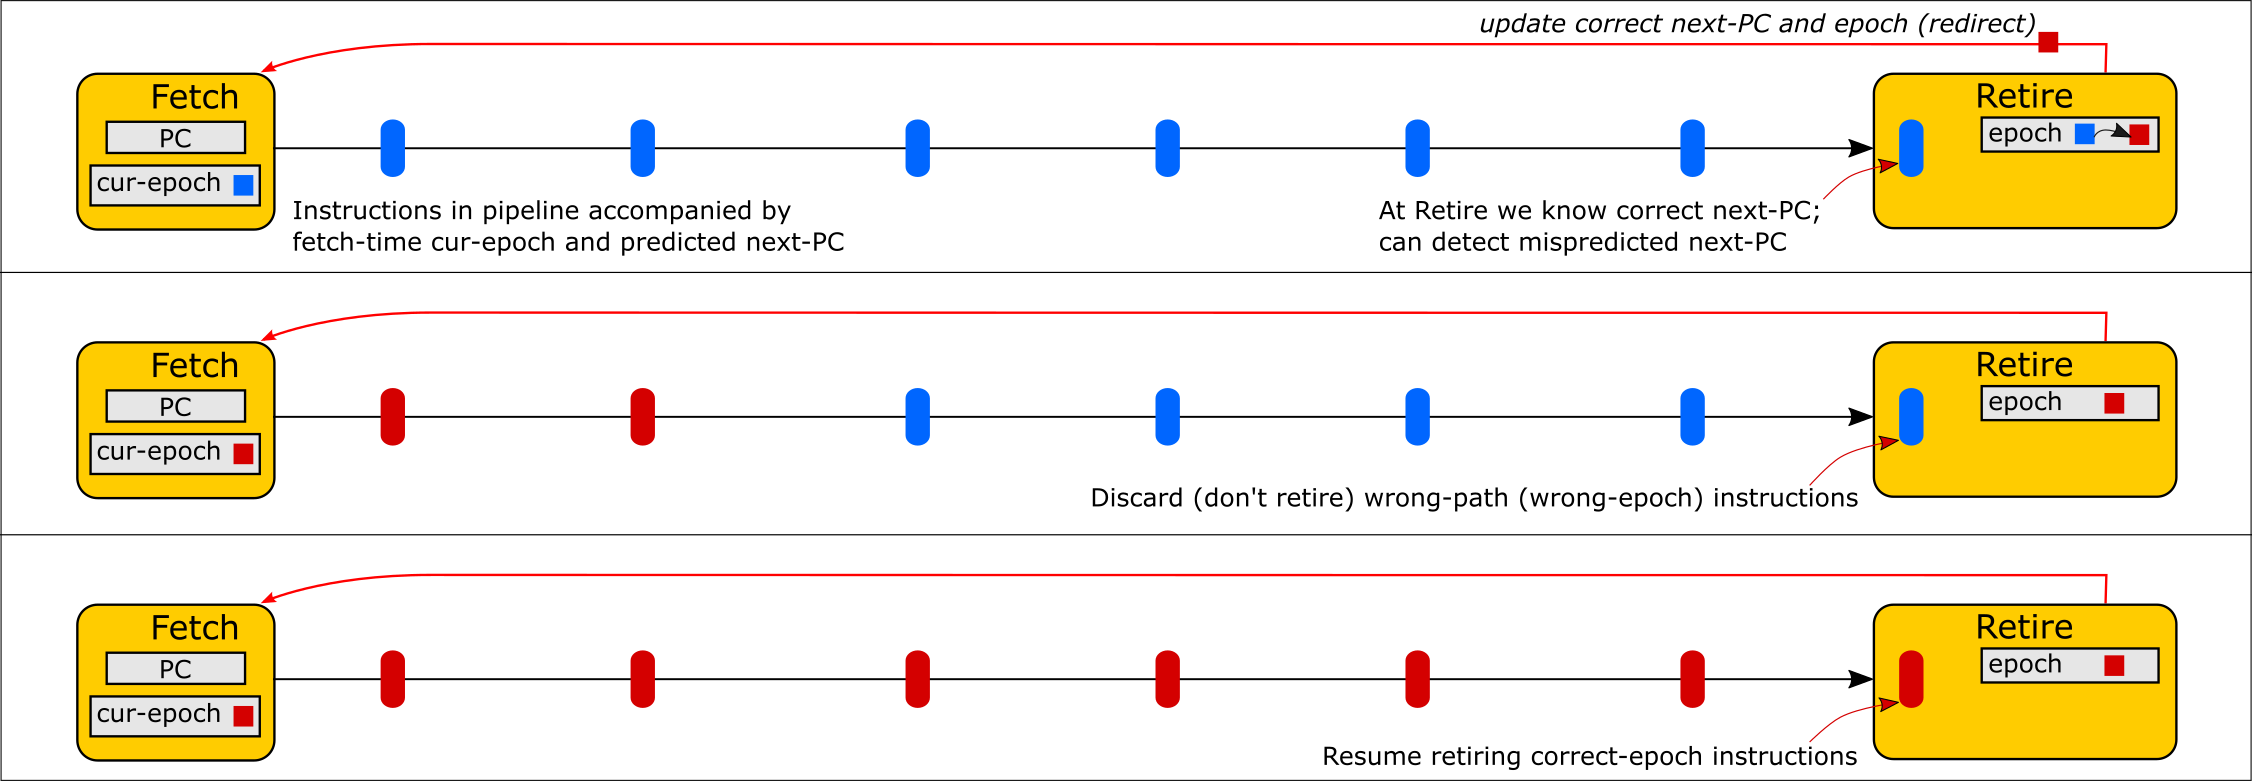 update correct next-PC and epoch (redirect)
Fetch
PC
cur-epoch
Retire
epoch
Instructions in pipeline accompanied by
fetch-time cur-epoch and predicted next-PC
At Retire we know correct next-PC;
can detect mispredicted next-PC
Fetch
PC
cur-epoch
Retire
epoch
Discard (don't retire) wrong-path (wrong-epoch) instructions
Fetch
PC
cur-epoch
Retire
epoch
Resume retiring correct-epoch instructions